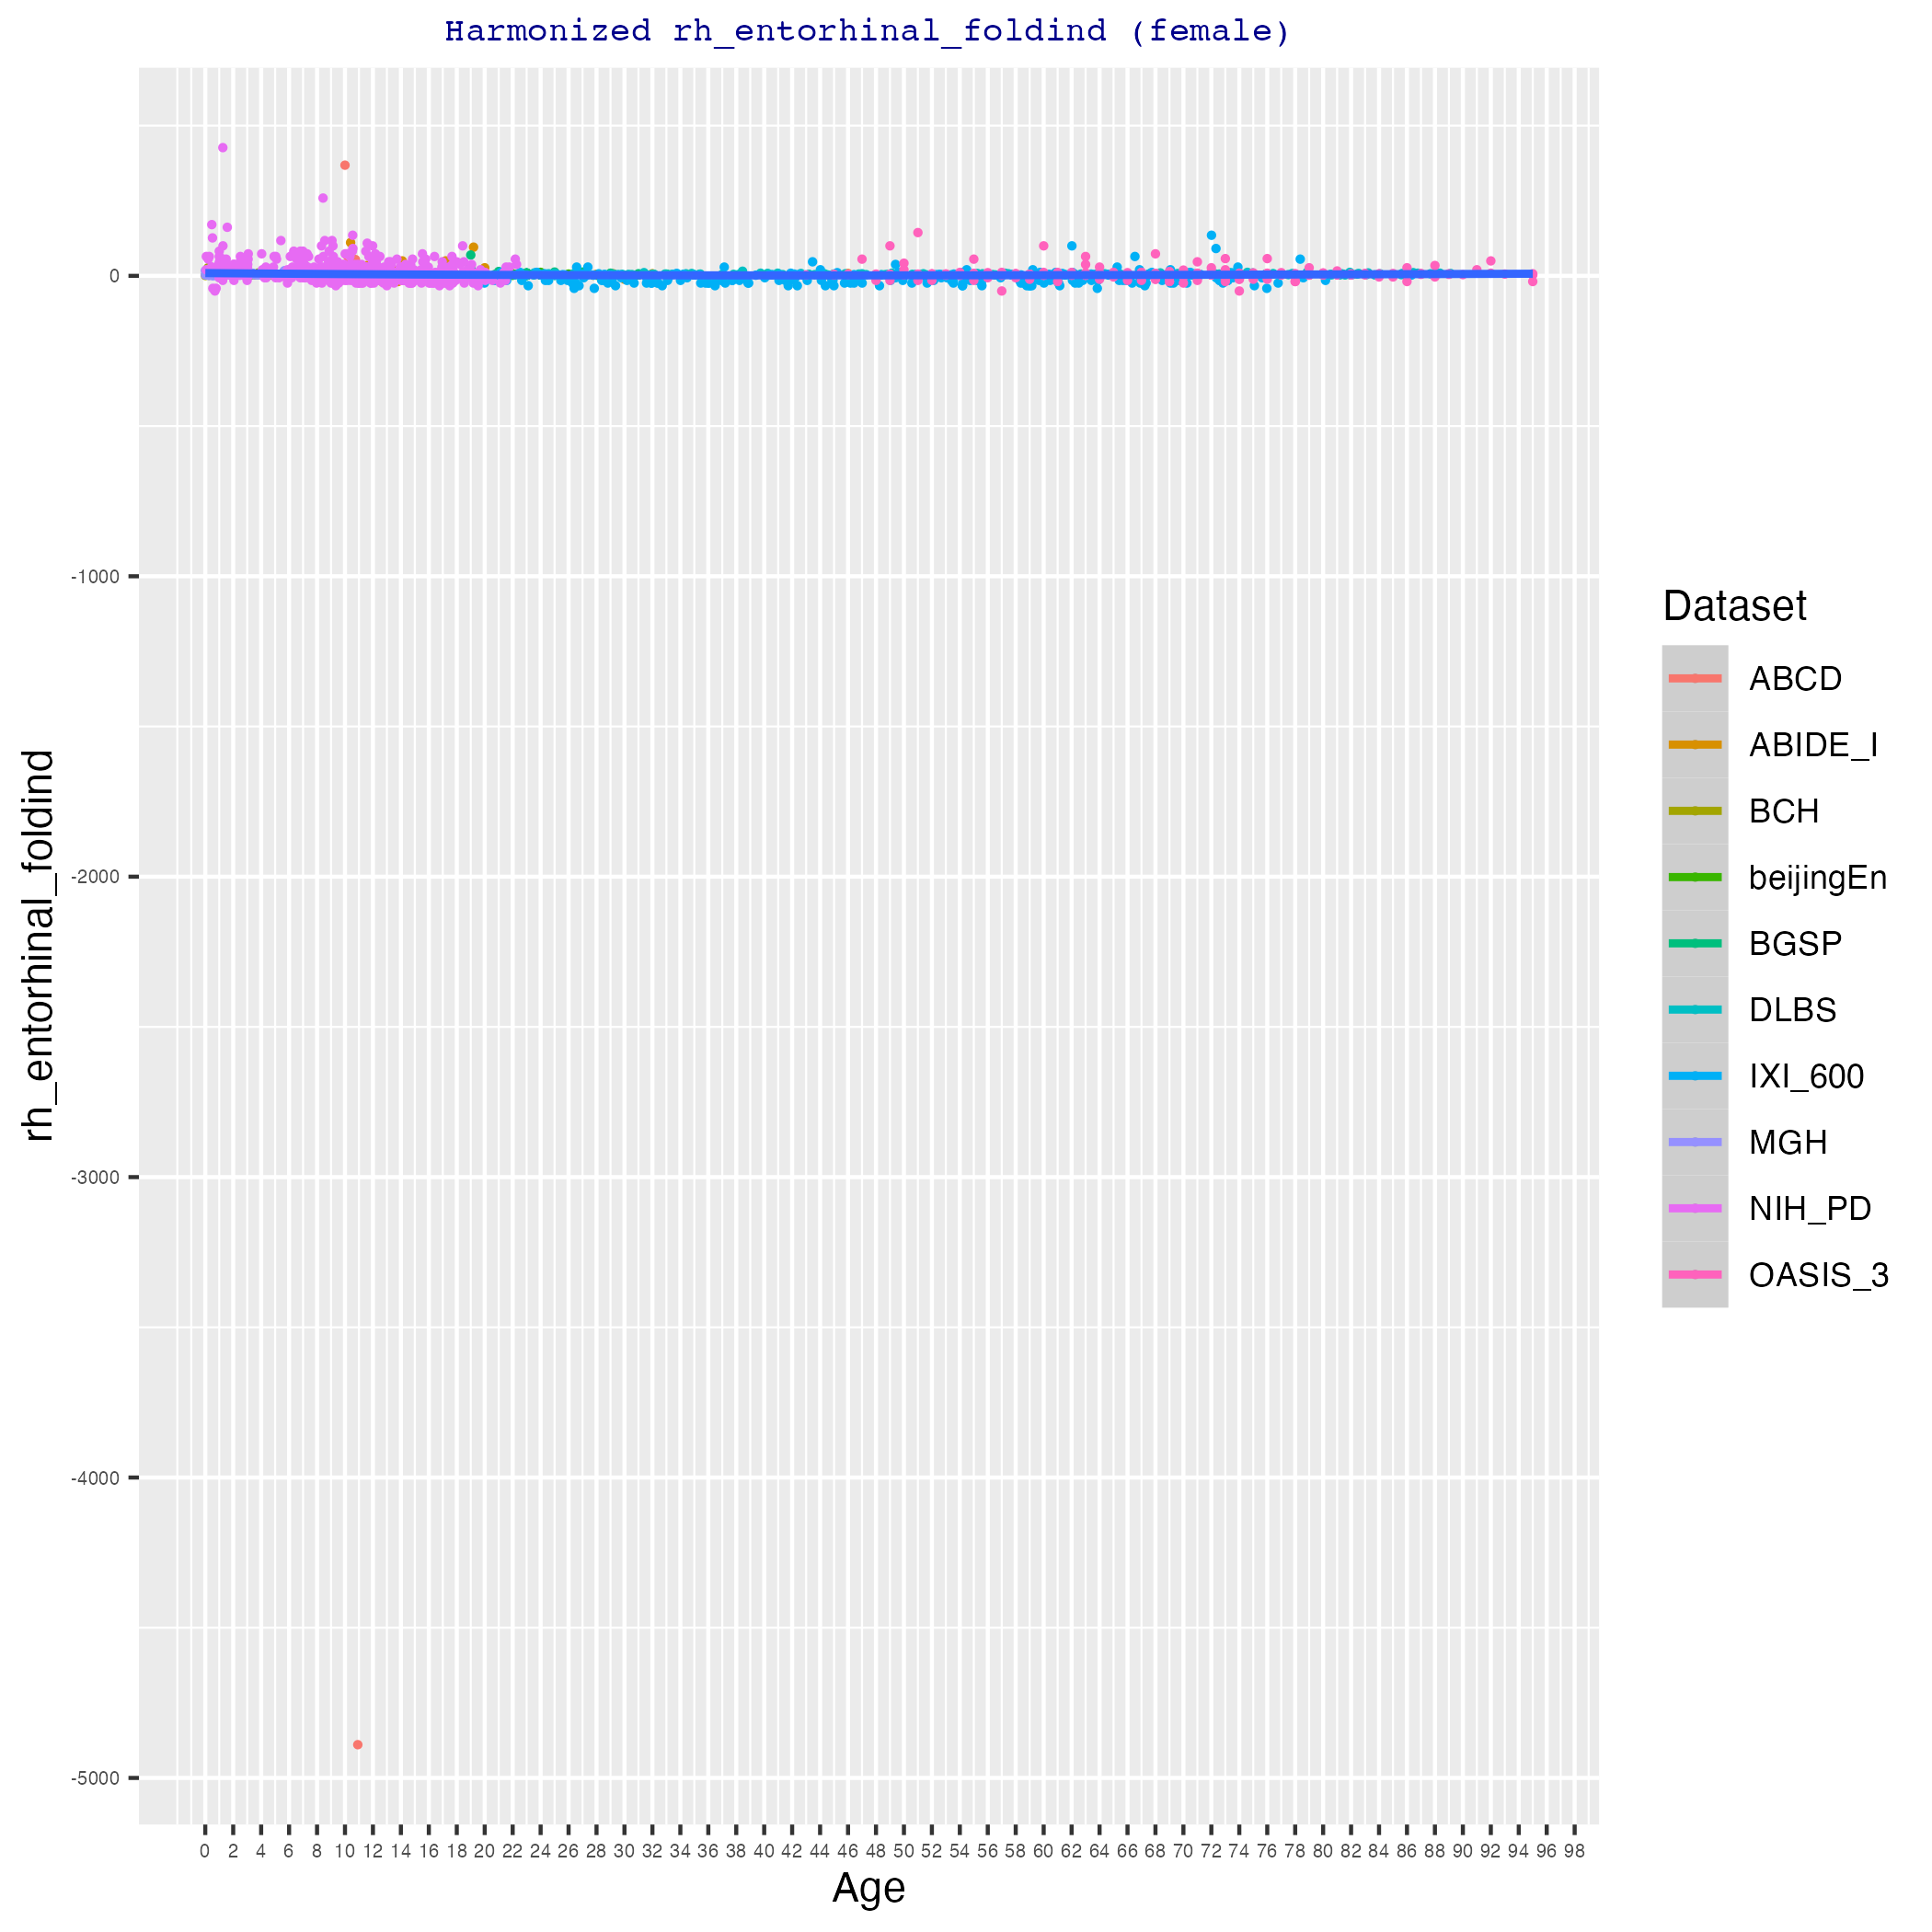 Harmonized rh_entorhinal_foldind (female)
rh_entorhinal_foldind
0
-1000
-2000
-3000
-4000
-5000
0 2 4 6 8 10 12 14 16 18 20 22 24 26 28 30 32 34 36 38 40 42 44 46 48 50 52 54 56 58 60 62 64 66 68 70 72 74 76 78 80 82 84 86 88 90 92 94 96 98
Age
Dataset
ABCD
ABIDE_I
BCH
beijingEn
BGSP
DLBS
IXI_600
MGH
NIH_PD
OASIS_3